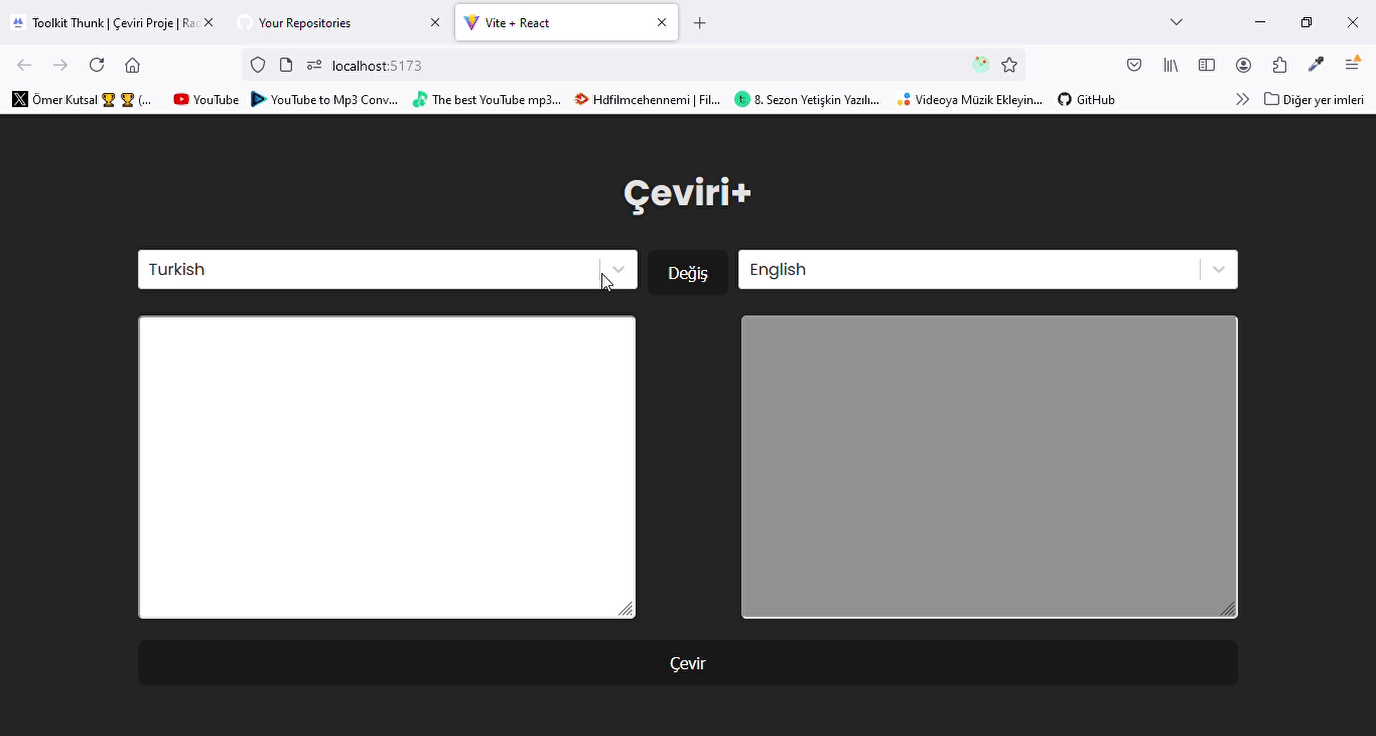 Toolkit Thunk | Çeviri Proje | Rad
Your Repositories
Vite + React
localhost:5173
Ömer Kutsal 🏆 🏆 (...
YouTube
YouTube to Mp3 Conv...
The best YouTube mp3...
Hdfilmcehennemi | Fil...
8. Sezon Yetişkin Yazılı...
Videoya Müzik Ekleyin...
GitHub
Diğer yer imleri
Çeviri+
Turkish
Değiş
English
Çevir